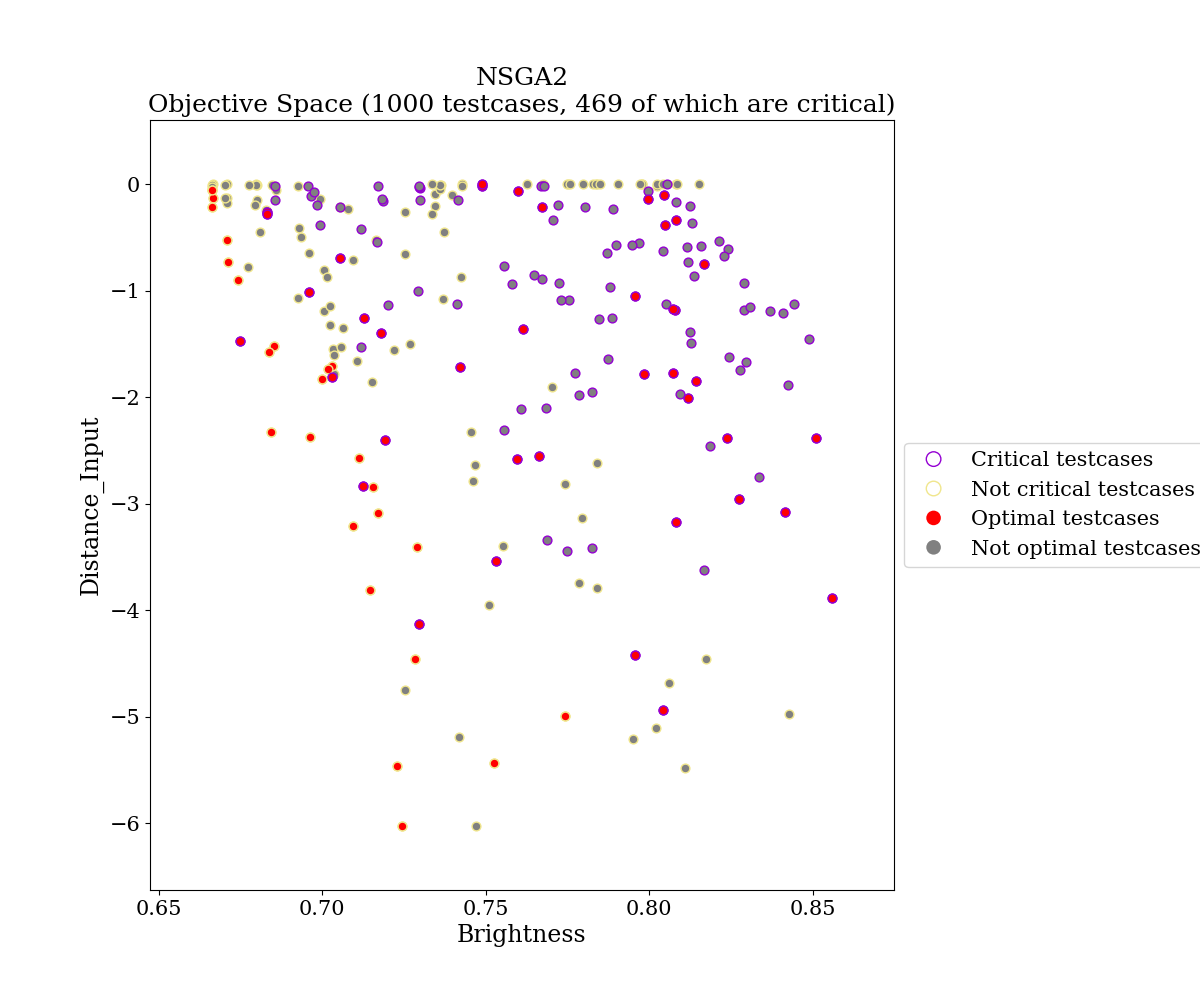 NSGA2
Objective Space (1000 testcases, 469 of which are critical)
0
−1
−2
−3
−4
−5
−6
Distance_Input
0.65
0.70
0.75
0.80
0.85
Brightness
Critical testcases
Not critical testcases
Optimal testcases
Not optimal testcases